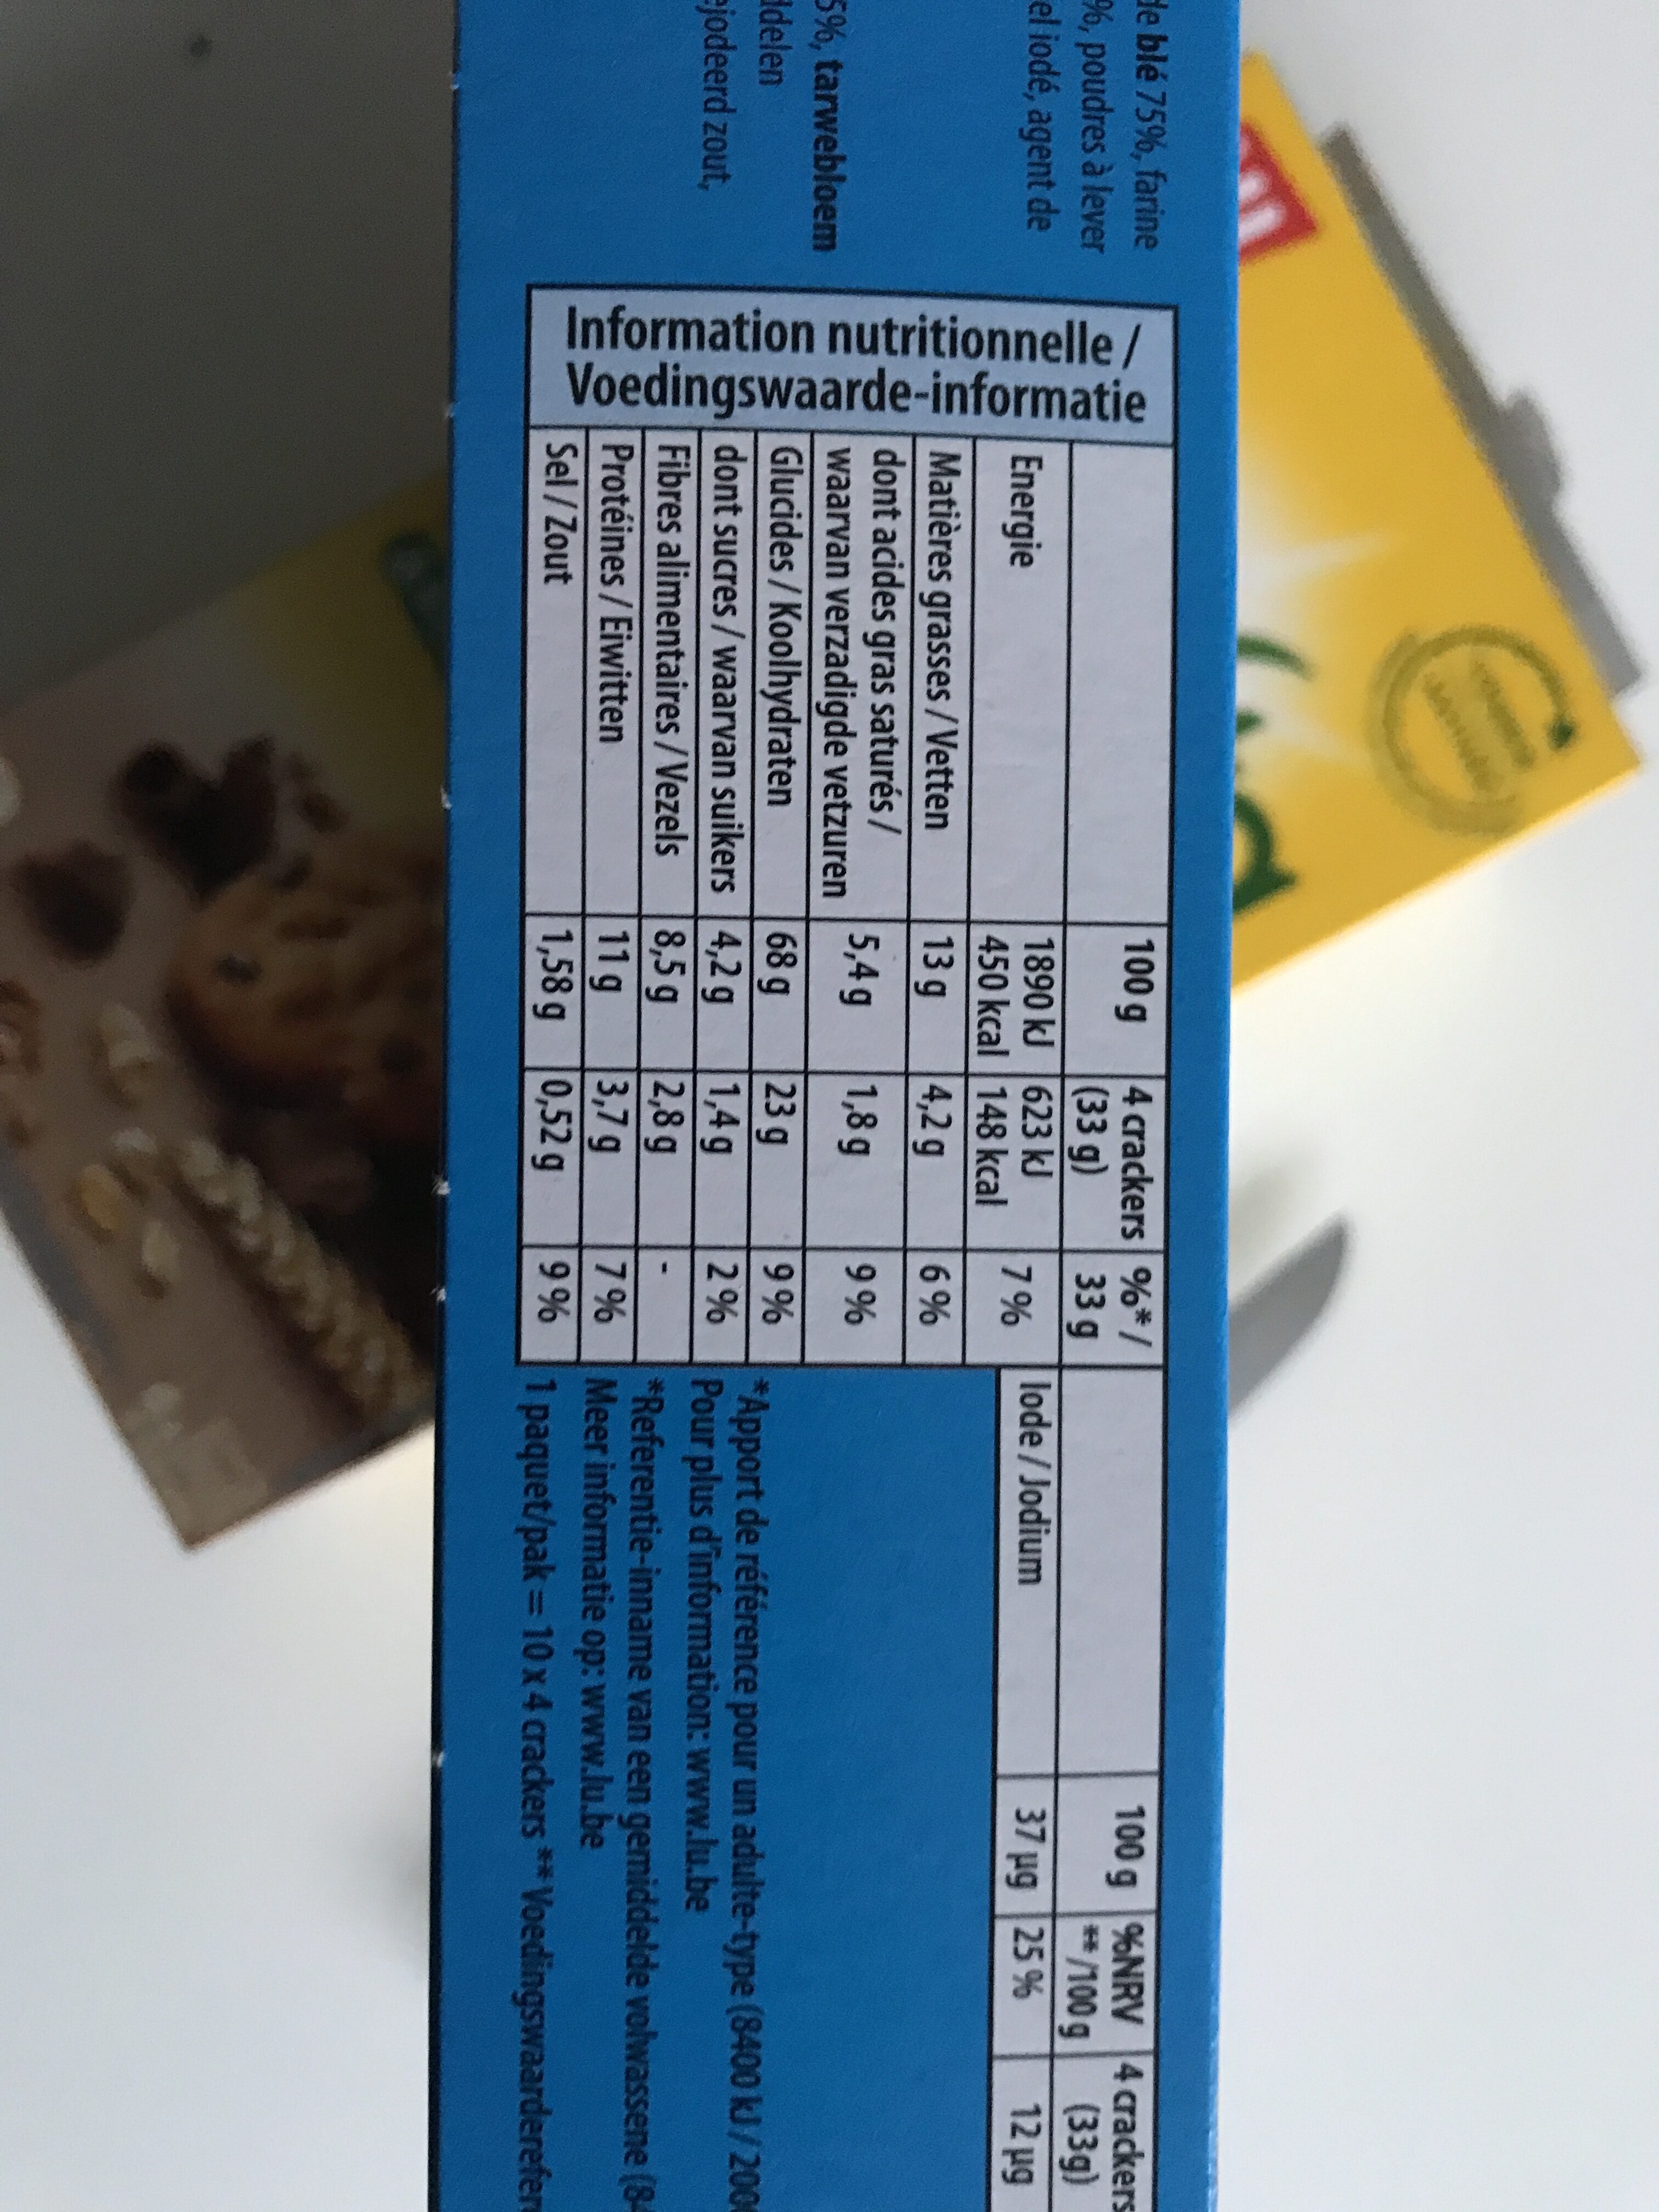 de blé 75%, farine
%, poudres à lever
el iodé, agent de
5%, tarwebloem
ddelen
ejodeerd zout,
Information nutritionnelle /
Voedingswaarde-informatie
100 g 4 crackers (33 g) %* / 33 g
Energie 1890 kJ 450 kcal 623 kJ 148 kcal 7 %
Matières grasses / Vetten 13 g 4,2 g 6 %
dont acides gras saturés /
waarvan verzadigde vetzuren 5,4 g 1,8 g 9 %
Glucides / Koolhydraten 68 g 23 g 9 %
dont sucres / waarvan suikers 4,2 g 1,4 g 2 %
Fibres alimentaires / Vezels 8,5 g 2,8 g -
Protéines / Eiwitten 11 g 3,7 g 7 %
Sel / Zout 1,58 g 0,52 g 9 %
100 g %NRV **/100 g 4 crackers (33g)
Iode / Jodium 37 µg 25 % 12 µg
*Apport de référence pour un adulte-type (8400 kJ / 200
Pour plus d'information: www.lu.be
*Referentie-inname van een gemiddelde volwassene (84
Meer informatie op: www.lu.be
1 paquet/pak = 10 x 4 crackers ** Voedingswaarderefer